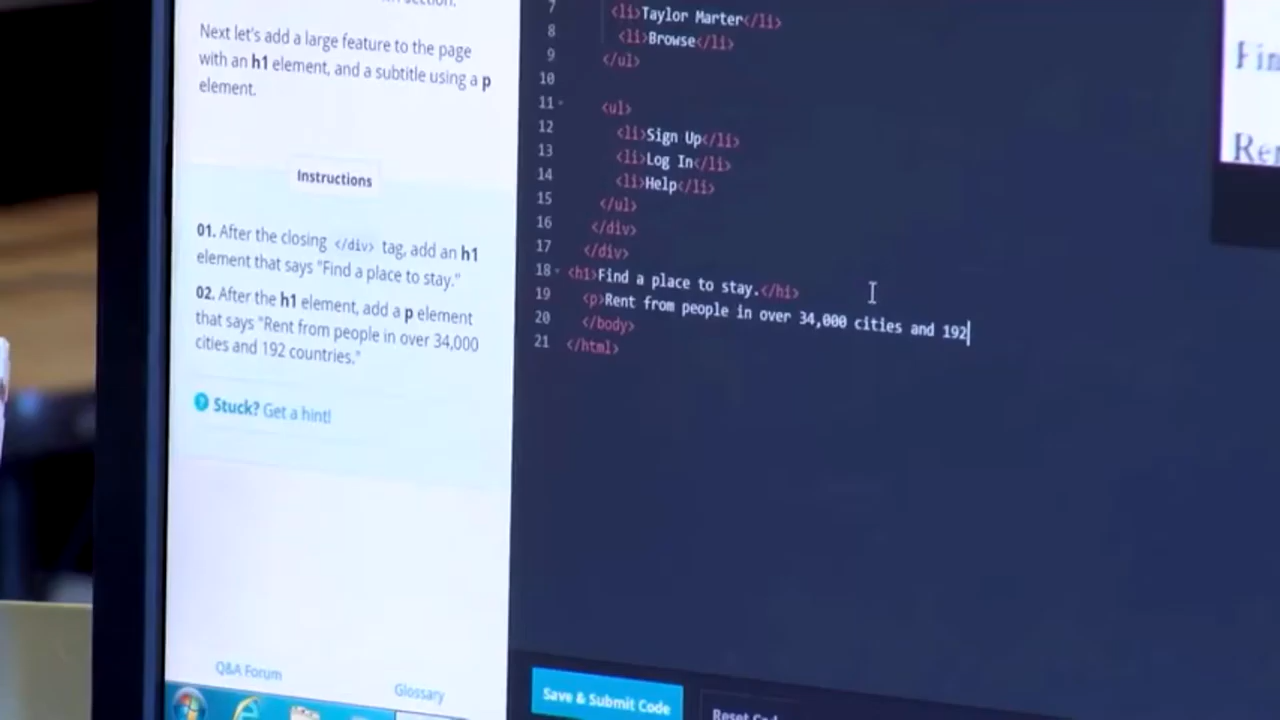 section.
Next let's add a large feature to the page
with an h1 element, and a subtitle using a p
element.
Instructions
01. After the closing </div> tag, add an h1
element that says "Find a place to stay."
02. After the h1 element, add a p element
that says "Rent from people in over 34,000
cities and 192 countries."
? Stuck? Get a hint!
Q&A Forum
Glossary
7 <li>Taylor Marter</li>
8 <li>Browse</li>
9 </ul>
10
11 <ul>
12 <li>Sign Up</li>
13 <li>Log In</li>
14 <li>Help</li>
15 </ul>
16 </div>
17 </div>
18 <h1>Find a place to stay.</h1>
19 <p>Rent from people in over 34,000 cities and 192
20 </body>
21 </html>
Save & Submit Code
Reset